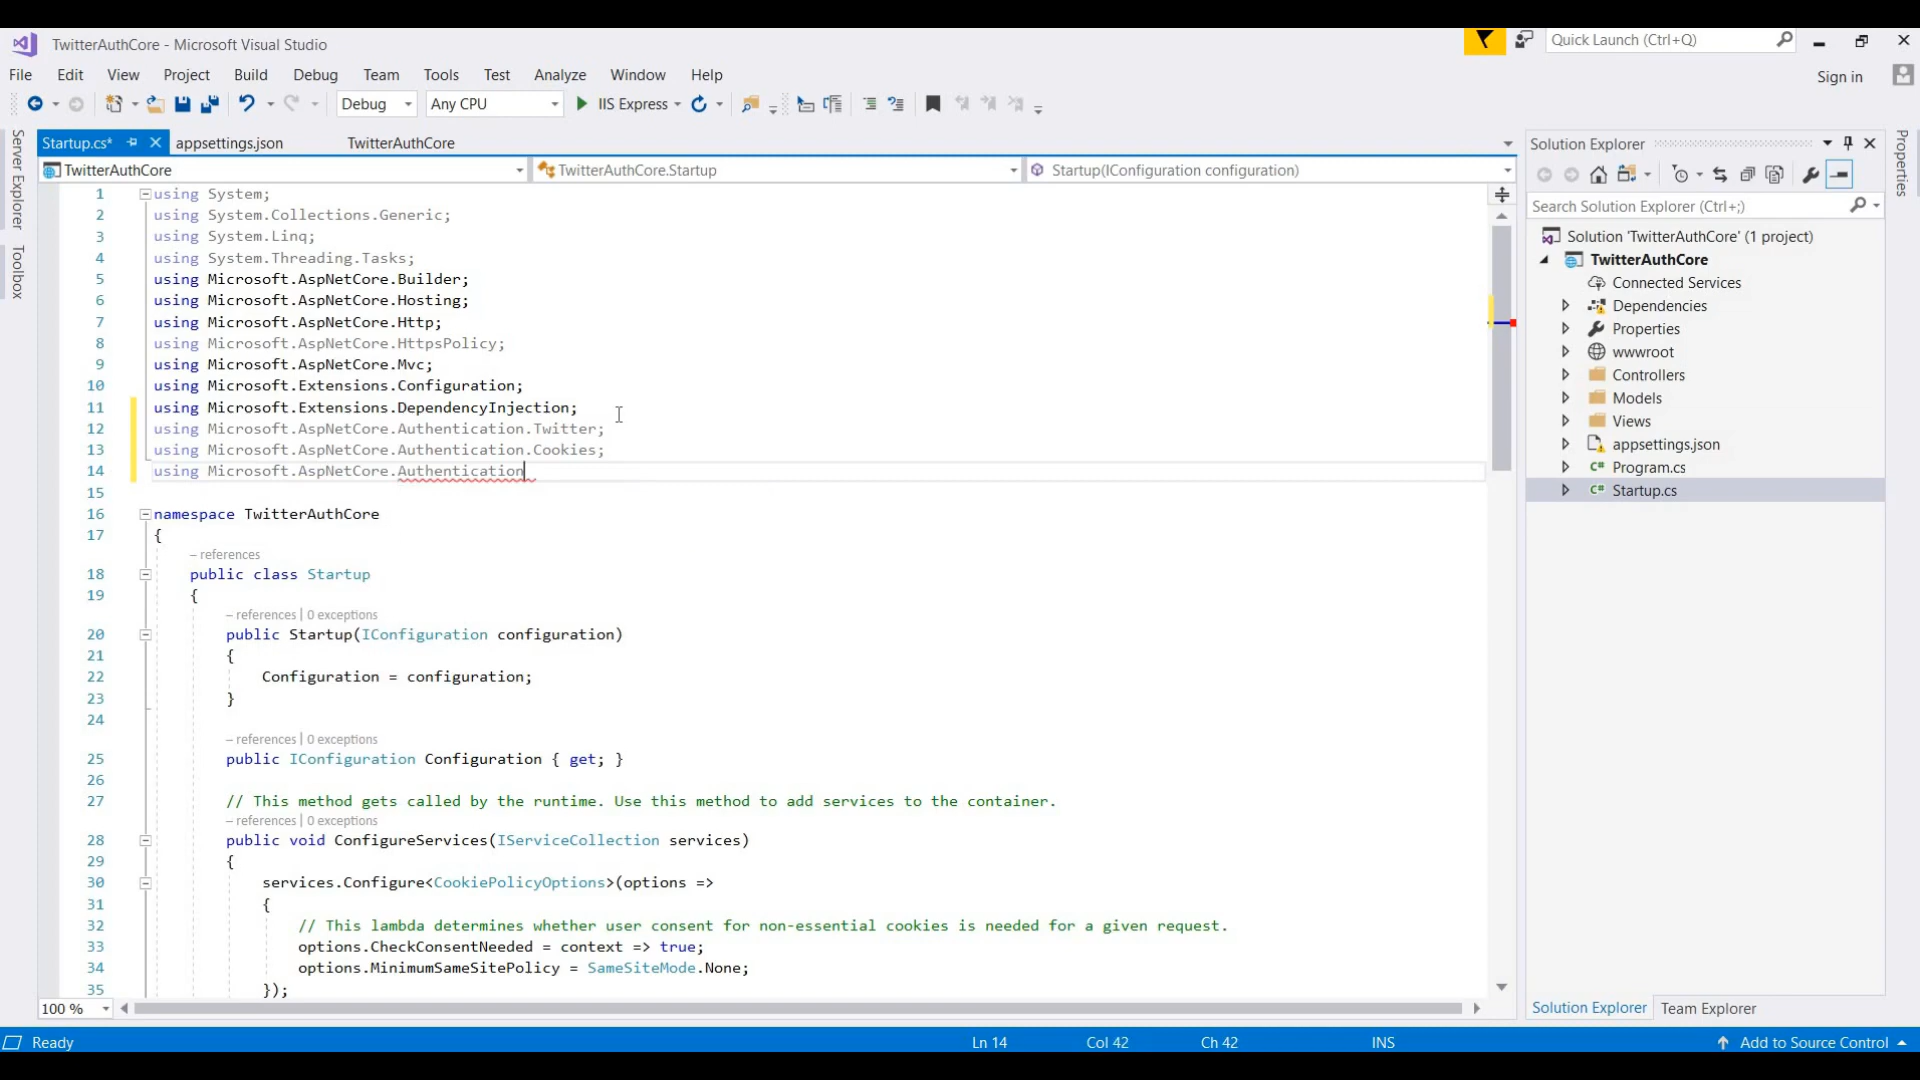 TwitterAuthCore - Microsoft Visual Studio
Quick Launch (Ctrl+Q)
File Edit View Project Build Debug Team Tools Test Analyze Window Help
Sign in
Debug Any CPU IIS Express
Server Explorer
Toolbox
Startup.cs* appsettings.json TwitterAuthCore
TwitterAuthCore TwitterAuthCore.Startup Startup(IConfiguration configuration)
1 using System;
2 using System.Collections.Generic;
3 using System.Linq;
4 using System.Threading.Tasks;
5 using Microsoft.AspNetCore.Builder;
6 using Microsoft.AspNetCore.Hosting;
7 using Microsoft.AspNetCore.Http;
8 using Microsoft.AspNetCore.HttpsPolicy;
9 using Microsoft.AspNetCore.Mvc;
10 using Microsoft.Extensions.Configuration;
11 using Microsoft.Extensions.DependencyInjection;
12 using Microsoft.AspNetCore.Authentication.Twitter;
13 using Microsoft.AspNetCore.Authentication.Cookies;
14 using Microsoft.AspNetCore.Authentication
15
16 namespace TwitterAuthCore
17 {
– references
18 public class Startup
19 {
– references | 0 exceptions
20 public Startup(IConfiguration configuration)
21 {
22 Configuration = configuration;
23 }
24
– references | 0 exceptions
25 public IConfiguration Configuration { get; }
26
27 // This method gets called by the runtime. Use this method to add services to the container.
– references | 0 exceptions
28 public void ConfigureServices(IServiceCollection services)
29 {
30 services.Configure<CookiePolicyOptions>(options =>
31 {
32 // This lambda determines whether user consent for non-essential cookies is needed for a given request.
33 options.CheckConsentNeeded = context => true;
34 options.MinimumSameSitePolicy = SameSiteMode.None;
35 });
100 %
Solution Explorer
Search Solution Explorer (Ctrl+;)
Solution 'TwitterAuthCore' (1 project)
TwitterAuthCore
Connected Services
Dependencies
Properties
wwwroot
Controllers
Models
Views
appsettings.json
C# Program.cs
C# Startup.cs
Solution Explorer Team Explorer
Properties
Ready Ln 14 Col 42 Ch 42 INS Add to Source Control